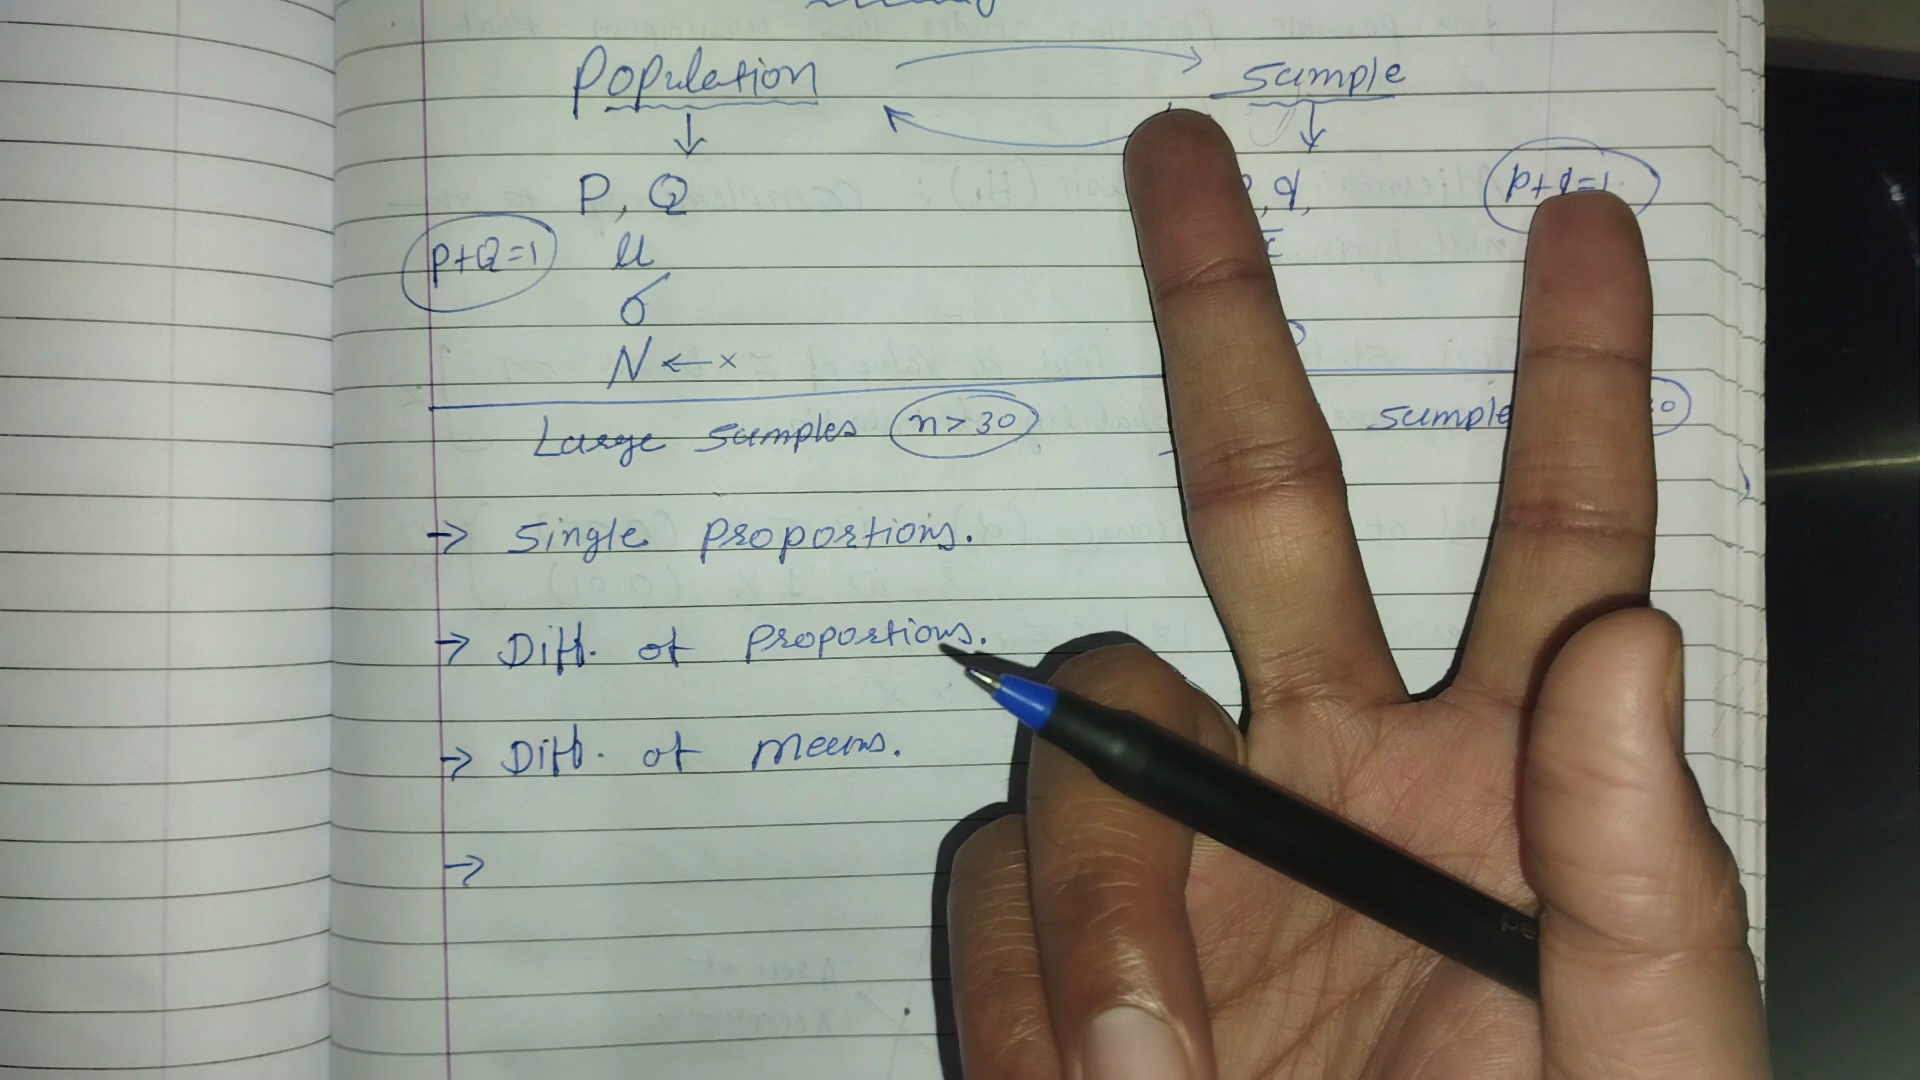 Population Sample
P, Q , q,
p+q=1
P+Q=1 μ x̄
σ
N ← ×
Large Samples n > 30 Sample
→ Single Proportions.
→ Diff. of Proportions.
→ Diff. of means.
→